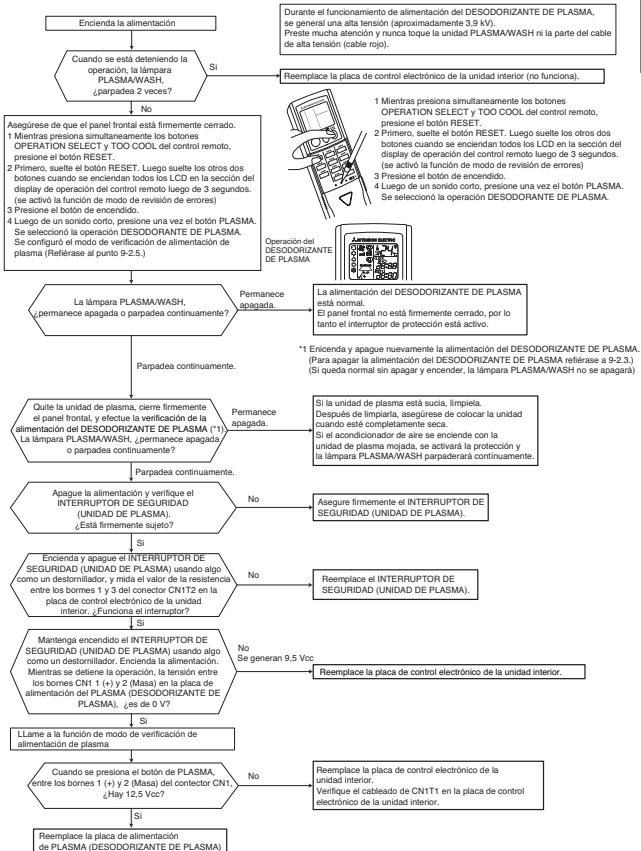 Encienda la alimentación
Durante el funcionamiento de alimentación del DESODORIZANTE DE PLASMA,
se general una alta tensión (aproximadamente 3,9 kV).
Preste mucha atención y nunca toque la unidad PLASMA/WASH ni la parte del cable
de alta tensión (cable rojo).
Cuando se está deteniendo la
operación, la lámpara
PLASMA/WASH,
¿parpadea 2 veces?
Sí
Reemplace la placa de control electrónico de la unidad interior (no funciona).
No
Asegúrese de que el panel frontal está firmemente cerrado.
1 Mientras presiona simultaneamente los botones
OPERATION SELECT y TOO COOL del control remoto,
presione el botón RESET.
2 Primero, suelte el botón RESET. Luego suelte los otros dos
botones cuando se enciendan todos los LCD en la sección del
display de operación del control remoto luego de 3 segundos.
(se activó la función de modo de revisión de errores)
3 Presione el botón de encendido.
4 Luego de un sonido corto, presione una vez el botón PLASMA.
Se seleccionó la operación DESODORANTE DE PLASMA.
Se configuró el modo de verificación de alimentación de
plasma (Refiérase al punto 9-2.5.)
1 Mientras presiona simultaneamente los botones
OPERATION SELECT y TOO COOL del control remoto,
presione el botón RESET.
2 Primero, suelte el botón RESET. Luego suelte los otros dos
botones cuando se enciendan todos los LCD en la sección del
display de operación del control remoto luego de 3 segundos.
(se activó la función de modo de revisión de errores)
3 Presione el botón de encendido.
4 Luego de un sonido corto, presione una vez el botón PLASMA.
Se seleccionó la operación DESODORIZANTE DE PLASMA.
Operación del
DESODORIZANTE
DE PLASMA
MITSUBISHI ELECTRIC
La lámpara PLASMA/WASH,
¿permanece apagada o parpadea continuamente?
Permanece
apagada.
La alimentación del DESODORIZANTE DE PLASMA
está normal.
El panel frontal no está firmemente cerrado, por lo
tanto el interruptor de protección está activo.
*1 Enicenda y apague nuevamente la alimentación del DESODORIZANTE DE PLASMA.
(Para apagar la alimentación del DESODORIZANTE DE PLASMA refiérase a 9-2.3.)
(Si queda normal sin apagar y encender, la lámpara PLASMA/WASH no se apagará)
Parpadea continuamente.
Quite la unidad de plasma, cierre firmemente
el panel frontal, y efectue la verificación de la
alimentación del DESODORIZANTE DE PLASMA (*1).
La lámpara PLASMA/WASH, ¿permanece apagada
o parpadea continuamente?
Permanece
apagada.
Si la unidad de plasma está sucia, límpiela.
Después de limpiarla, asegúrese de colocar la unidad
cuando esté completamente seca.
Si el acondicionador de aire se enciende con la
unidad de plasma mojada, se activará la protección y
la lámpara PLASMA/WASH parpaderará contínuamente.
Parpadea continuamente.
Apague la alimentación y verifique el
INTERRUPTOR DE SEGURIDAD
(UNIDAD DE PLASMA).
¿Está firmemente sujeto?
No
Asegure firmemente el INTERRUPTOR DE
SEGURIDAD (UNIDAD DE PLASMA).
Si
Encienda y apague el INTERRUPTOR DE
SEGURIDAD (UNIDAD DE PLASMA) usando algo
como un destornillador, y mida el valor de la resistencia
entre los bormes 1 y 3 del conector CN1T2 en la
placa de control electrónico de la unidad
interior. ¿Funciona el interruptor?
No
Reemplace el INTERRUPTOR DE
SEGURIDAD (UNIDAD DE PLASMA).
Si
Mantenga encendido el INTERRUPTOR DE
SEGURIDAD (UNIDAD DE PLASMA) usando algo
como un destornillador. Encienda la alimentación.
Mientras se detiene la operación, la tensión entre
los bornes CN1 1 (+) y 2 (Masa) en la placa de
alimentación del PLASMA (DESODORIZANTE DE
PLASMA), ¿es de 0 V?
No
Se generan 9,5 Vcc
Reemplace la placa de control electrónico de la unidad interior.
Si
LLame a la función de modo de verificación de
alimentación de plasma
Cuando se presiona el botón de PLASMA,
entre los bornes 1 (+) y 2 (Masa) del contector CN1,
¿Hay 12,5 Vcc?
No
Reemplace la placa de control electrónico de la
unidad interior.
Verifique el cableado de CN1T1 en la placa de control
electrónico de la unidad interior.
Si
Reemplace la placa de alimentación
de PLASMA (DESODORIZANTE DE PLASMA)